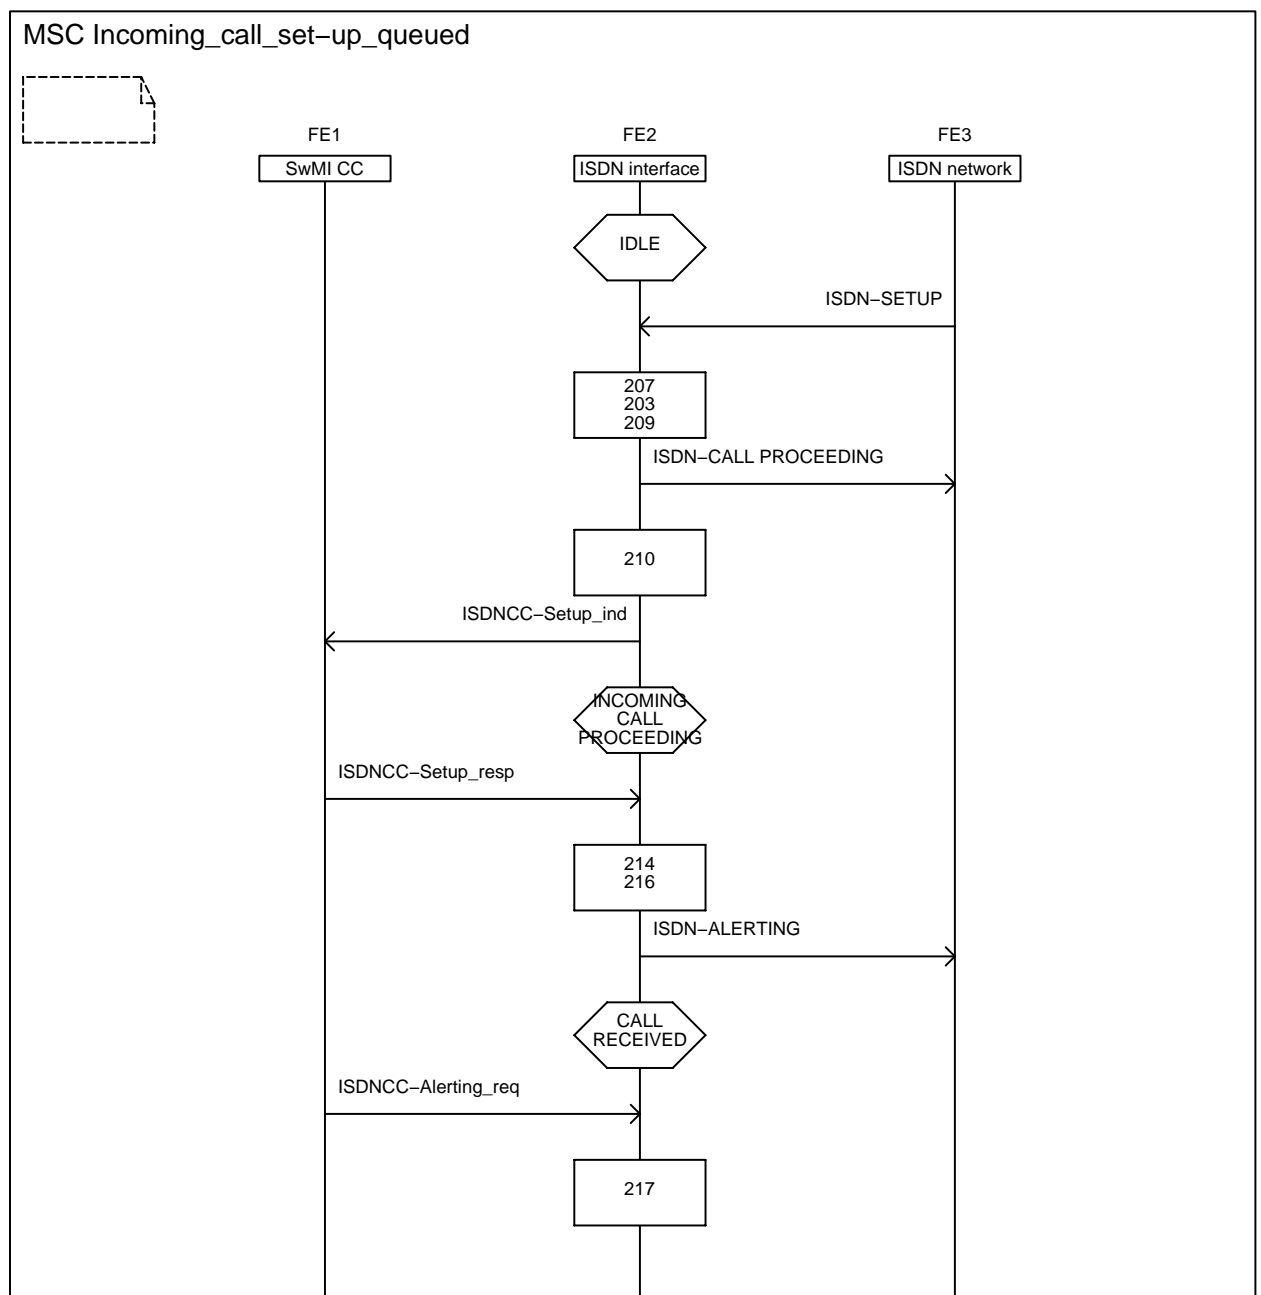 MSC Incoming_call_set−up_queued
FE1 FE2 FE3
SwMI CC ISDN interface ISDN network
IDLE
ISDN−SETUP
207
203
209
ISDN−CALL PROCEEDING
210
ISDNCC−Setup_ind
INCOMING
CALL
PROCEEDING
ISDNCC−Setup_resp
214
216
ISDN−ALERTING
CALL
RECEIVED
ISDNCC−Alerting_req
217